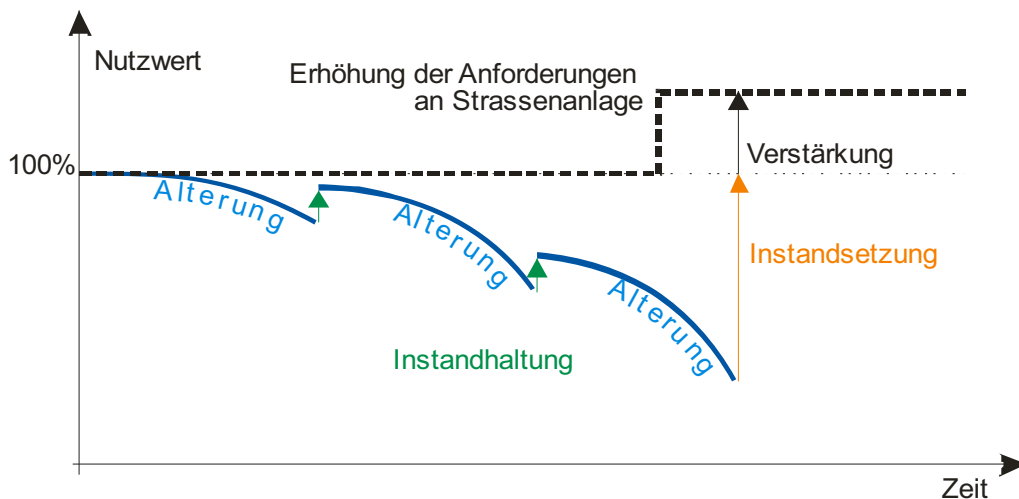 Nutzwert
Erhöhung der Anforderungen
an Strassenanlage
100%
Verstärkung
Alterung
Alterung
Instandsetzung
Alterung
Instandhaltung
Zeit